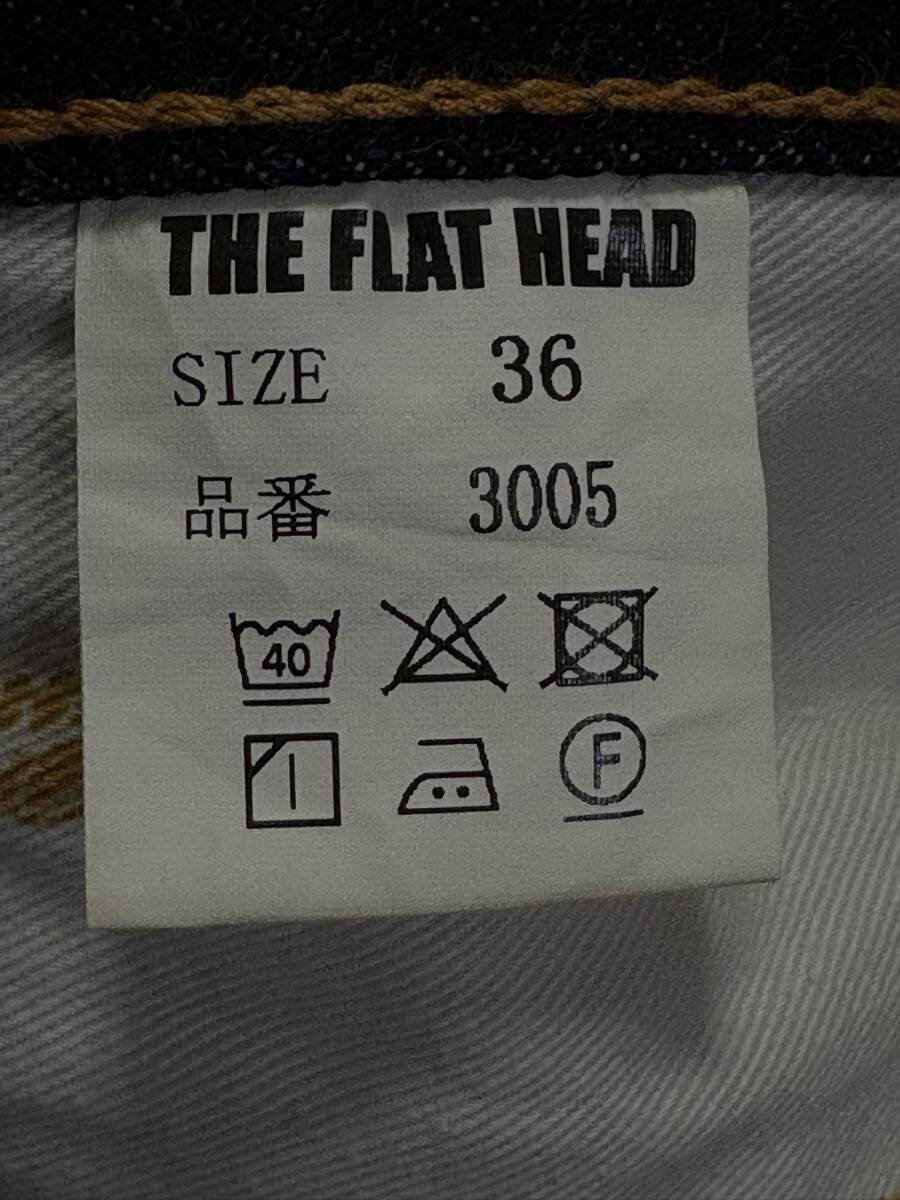 THE FLAT HEAD
SIZE 36
品番 3005
40
F